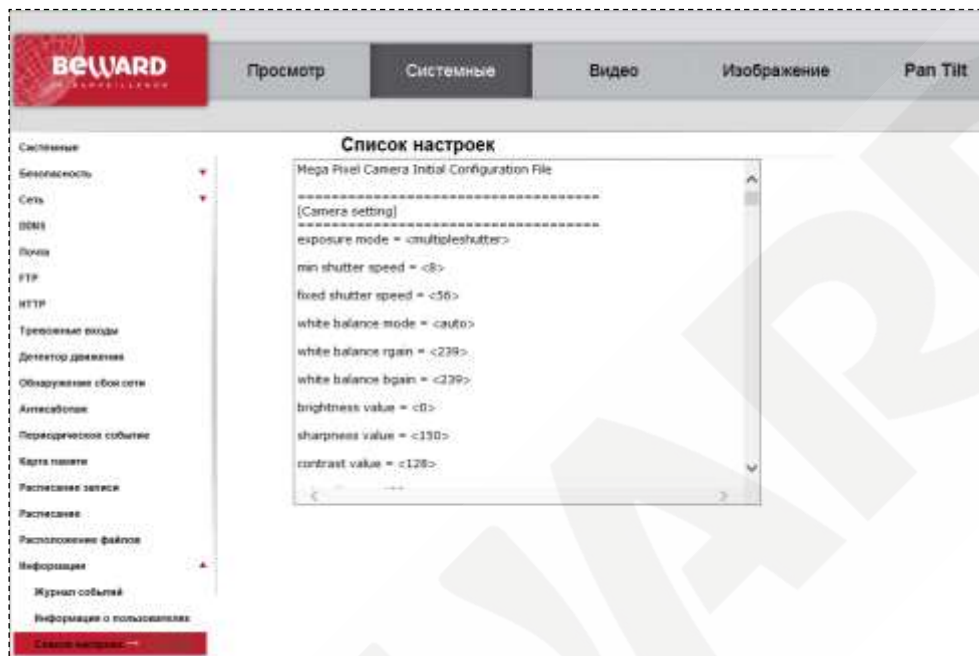 BEWARD
Просмотр
Системные
Видео
Изображение
Pan Tilt
Системные
Безопасность
Сеть
DDNS
Почта
FTP
HTTP
Тревожные входы
Детектор движения
Обнаружение сбоя сети
Антисаботаж
Периодическое событие
Карта памяти
Расписание записи
Расписание
Расположение файлов
Информация
Журнал событий
Информация о пользователях
Список настроек
Список настроек
Mega Pixel Camera Initial Configuration File
=====================================
[Camera setting]
=====================================
exposure mode = <multipleshutter>
min shutter speed = <8>
fixed shutter speed = <56>
white balance mode = <auto>
white balance rgain = <239>
white balance bgain = <239>
brightness value = <0>
sharpness value = <150>
contrast value = <128>